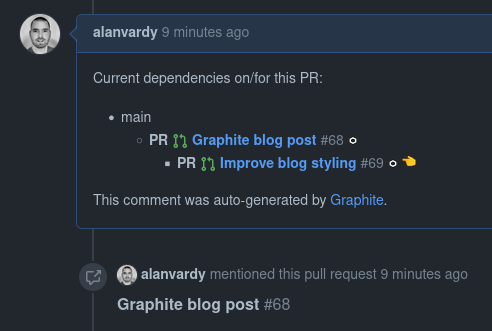 alanvardy 9 minutes ago
Current dependencies on/for this PR:
• main
○ PR Graphite blog post #68
▪ PR Improve blog styling #69 👈
This comment was auto-generated by Graphite.
alanvardy mentioned this pull request 9 minutes ago
Graphite blog post #68